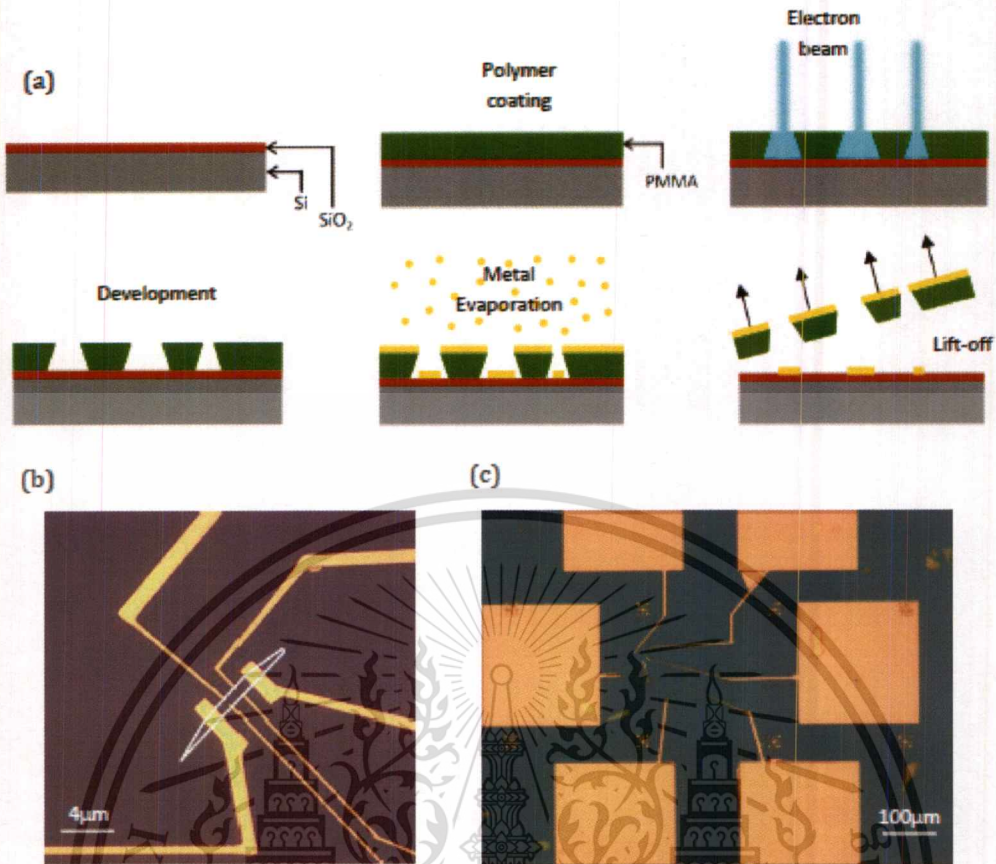 (a)
Polymer
coating
Electron
beam
Si
SiO₂
PMMA
Development
Metal
Evaporation
Lift-off
(b)
(c)
4μm
100μm